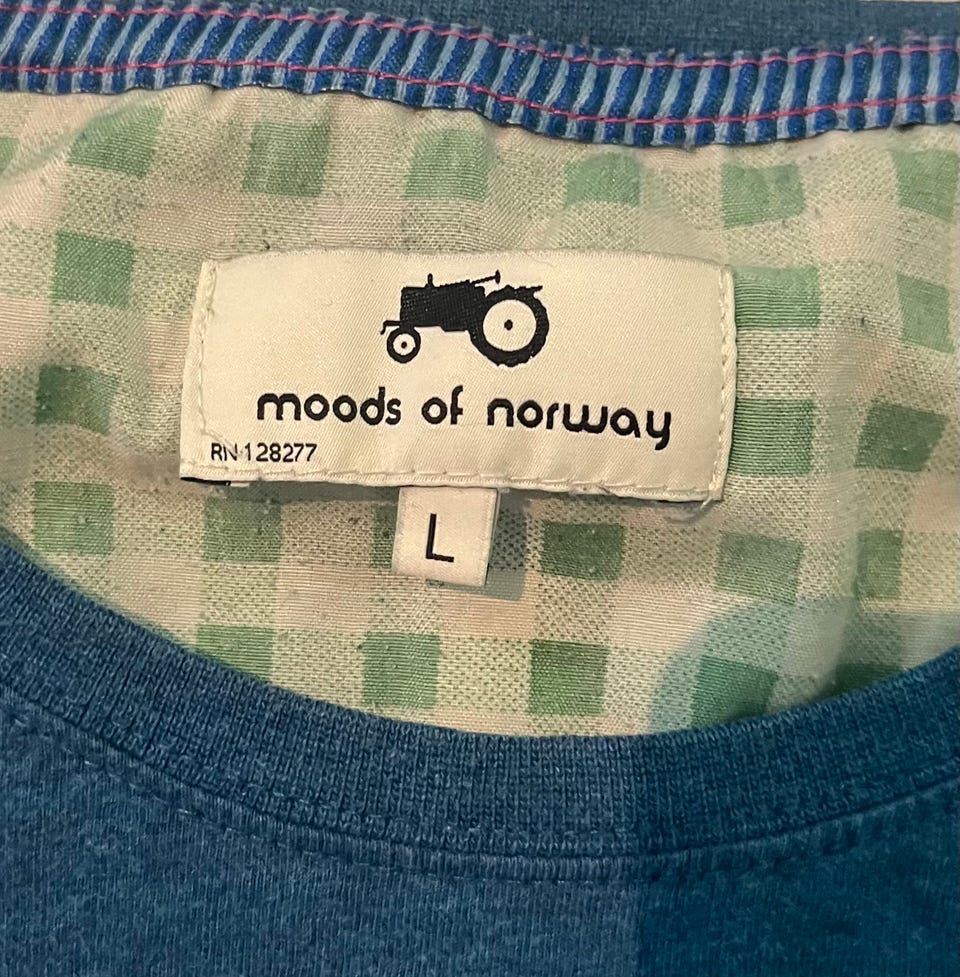 moods of norway
RN 128277
L